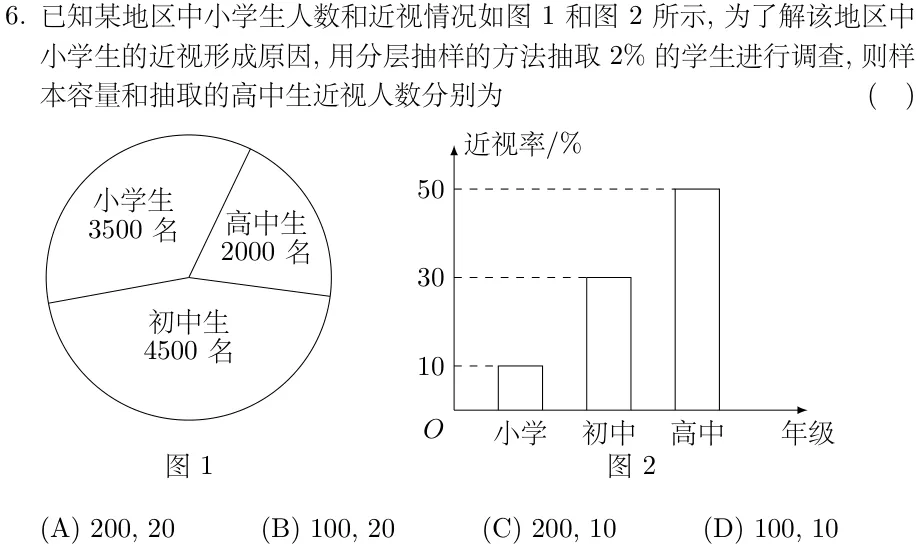 6. 已知某地区中小学生人数和近视情况如图 1 和图 2 所示, 为了解该地区中
小学生的近视形成原因, 用分层抽样的方法抽取 2% 的学生进行调查, 则样
本容量和抽取的高中生近视人数分别为 ( )
小学生
3500 名
高中生
2000 名
初中生
4500 名
图 1
近视率/%
50
30
10
O
小学 初中 高中 年级
图 2
(A) 200, 20 (B) 100, 20 (C) 200, 10 (D) 100, 10